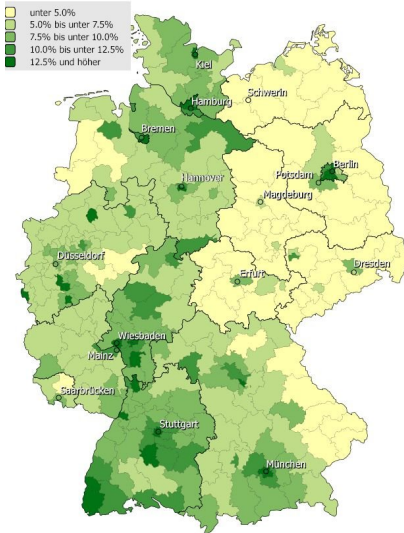 unter 5.0%
5.0% bis unter 7.5%
7.5% bis unter 10.0%
10.0% bis unter 12.5%
12.5% und höher
Kiel
Schwerin
Hamburg
Bremen
Berlin
Hannover
Potsdam
Magdeburg
Düsseldorf
Erfurt
Dresden
Wiesbaden
Mainz
Saarbrücken
Stuttgart
München